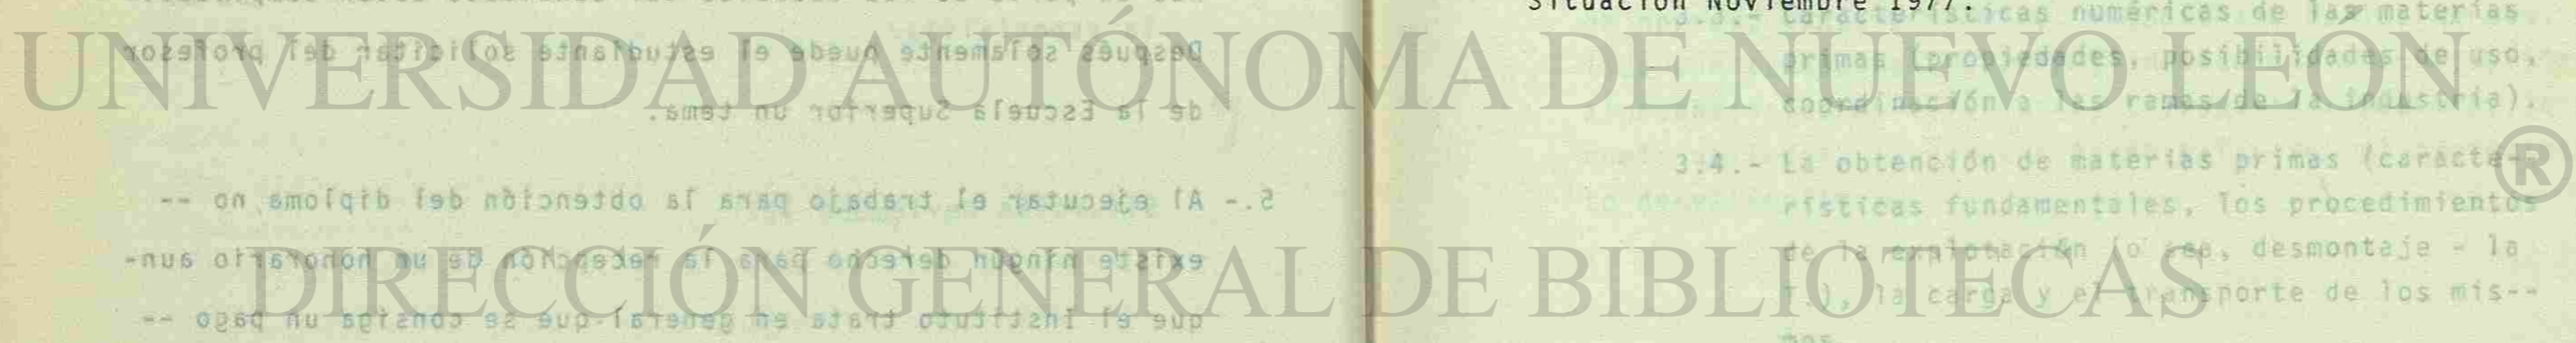 Situación Noviembre 1977.
3.3.- Características numéricas de las materias
primas (propiedades, posibilidades de uso,
coordinación a las ramas de la industria).
3.4.- La obtención de materias primas (caracte-
rísticas fundamentales, los procedimientos
de la explotación (o sea, desmontaje - la
), la carga y el transporte de los mis--
mos
Después solamente puede el estudiante solicitar del profesor
de la Escuela Superior un tema.
5.- Al ejecutar el trabajo para la obtención del diploma no --
existe ningún derecho para la recepción de un honorario aun-
que el Instituto trata en general que se consiga un pago --
UNIVERSIDAD AUTÓNOMA DE NUEVO LEÓN
®
DIRECCIÓN GENERAL DE BIBLIOTECAS